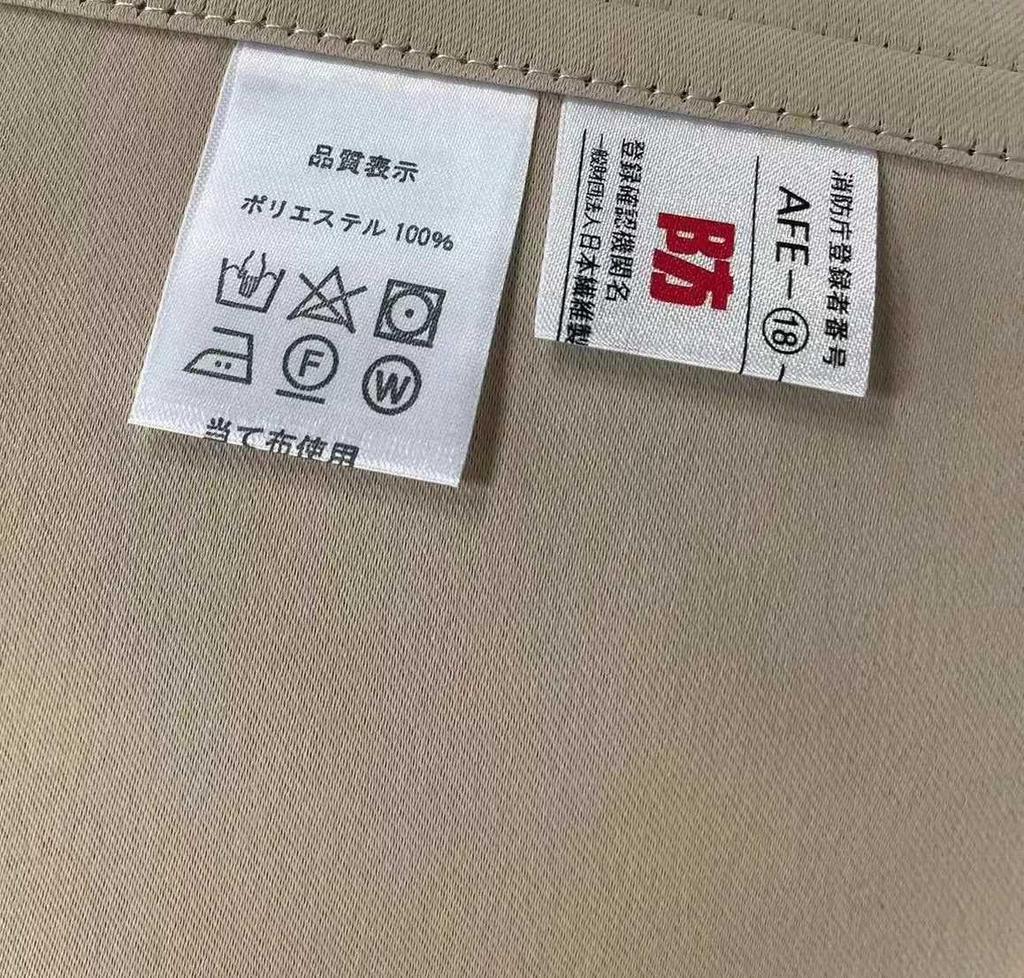 品質表示
ポリエステル 100%
F
W
当て布使用
消防庁登録者番号
AFE－⑱－
防
登録確認機関名
一般財団法人日本繊維製